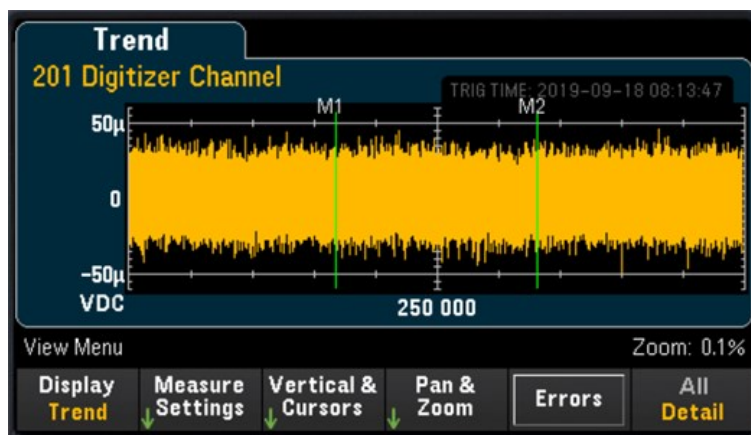 Trend
201 Digitizer Channel
TRIG TIME: 2019-09-18 08:13:47
M1
M2
50µ
0
-50µ
VDC
250 000
View Menu
Zoom: 0.1%
Display
Trend
Measure
Settings
Vertical &
Cursors
Pan &
Zoom
Errors
All
Detail